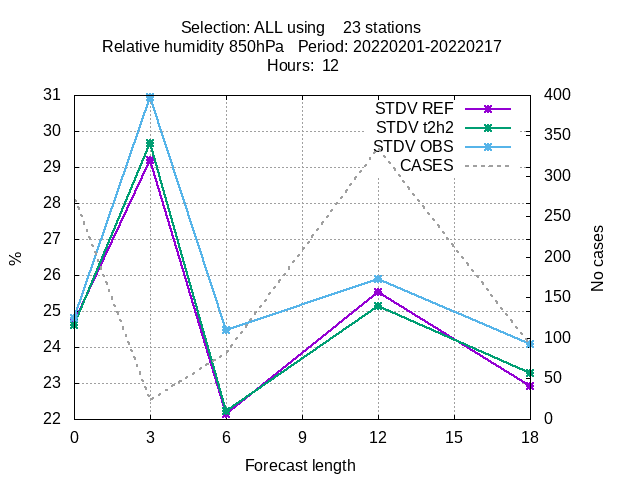 Selection: ALL using    23 stations
Relative humidity 850hPa   Period: 20220201-20220217
Hours:  12
31
30
29
28
27
26
25
24
23
22
%
STDV REF
STDV t2h2
STDV OBS
CASES
400
350
300
250
200
150
100
50
0
No cases
0 3 6 9 12 15 18
Forecast length